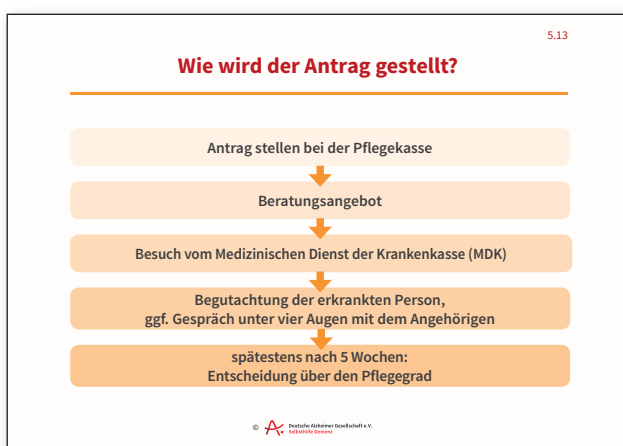 5.13
Wie wird der Antrag gestellt?
Antrag stellen bei der Pflegekasse
Beratungsangebot
Besuch vom Medizinischen Dienst der Krankenkasse (MDK)
Begutachtung der erkrankten Person,
ggf. Gespräch unter vier Augen mit dem Angehörigen
spätestens nach 5 Wochen:
Entscheidung über den Pflegegrad
© Deutsche Alzheimer Gesellschaft e.V.
Selbsthilfe Demenz